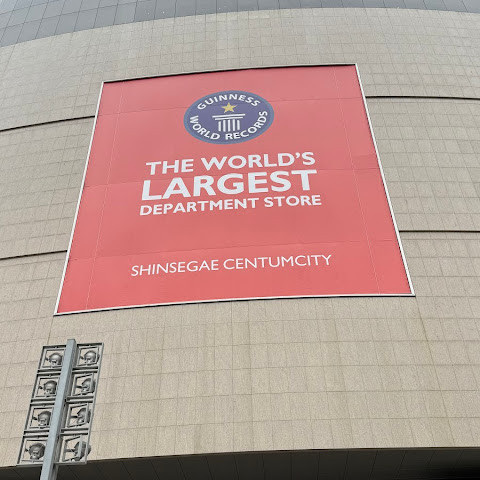 GUINNESS
WORLD RECORDS
THE WORLD'S
LARGEST
DEPARTMENT STORE
SHINSEGAE CENTUMCITY